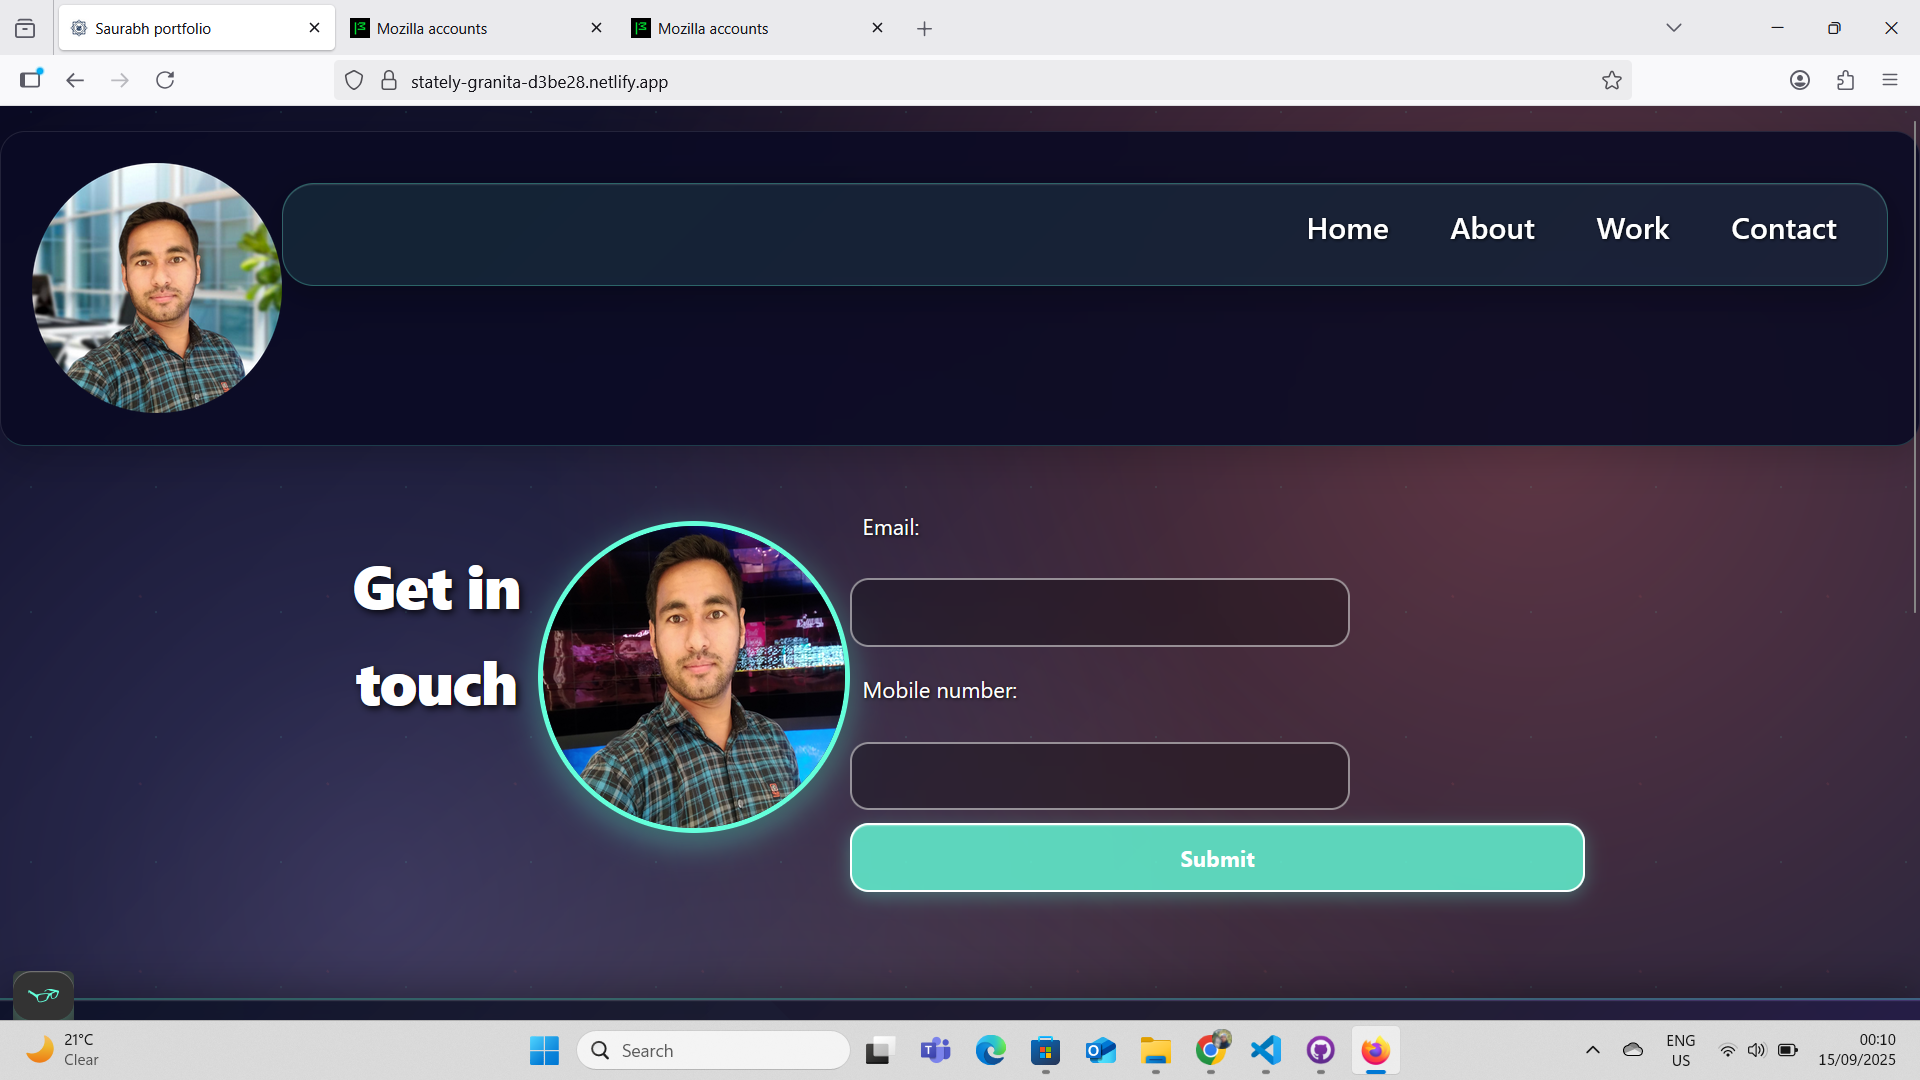 Saurabh portfolio
Mozilla accounts
Mozilla accounts
stately-granita-d3be28.netlify.app
Home About Work Contact
Get in
touch
Email:
Mobile number:
Submit
21°C
Clear
Search
ENG
US
00:10
15/09/2025